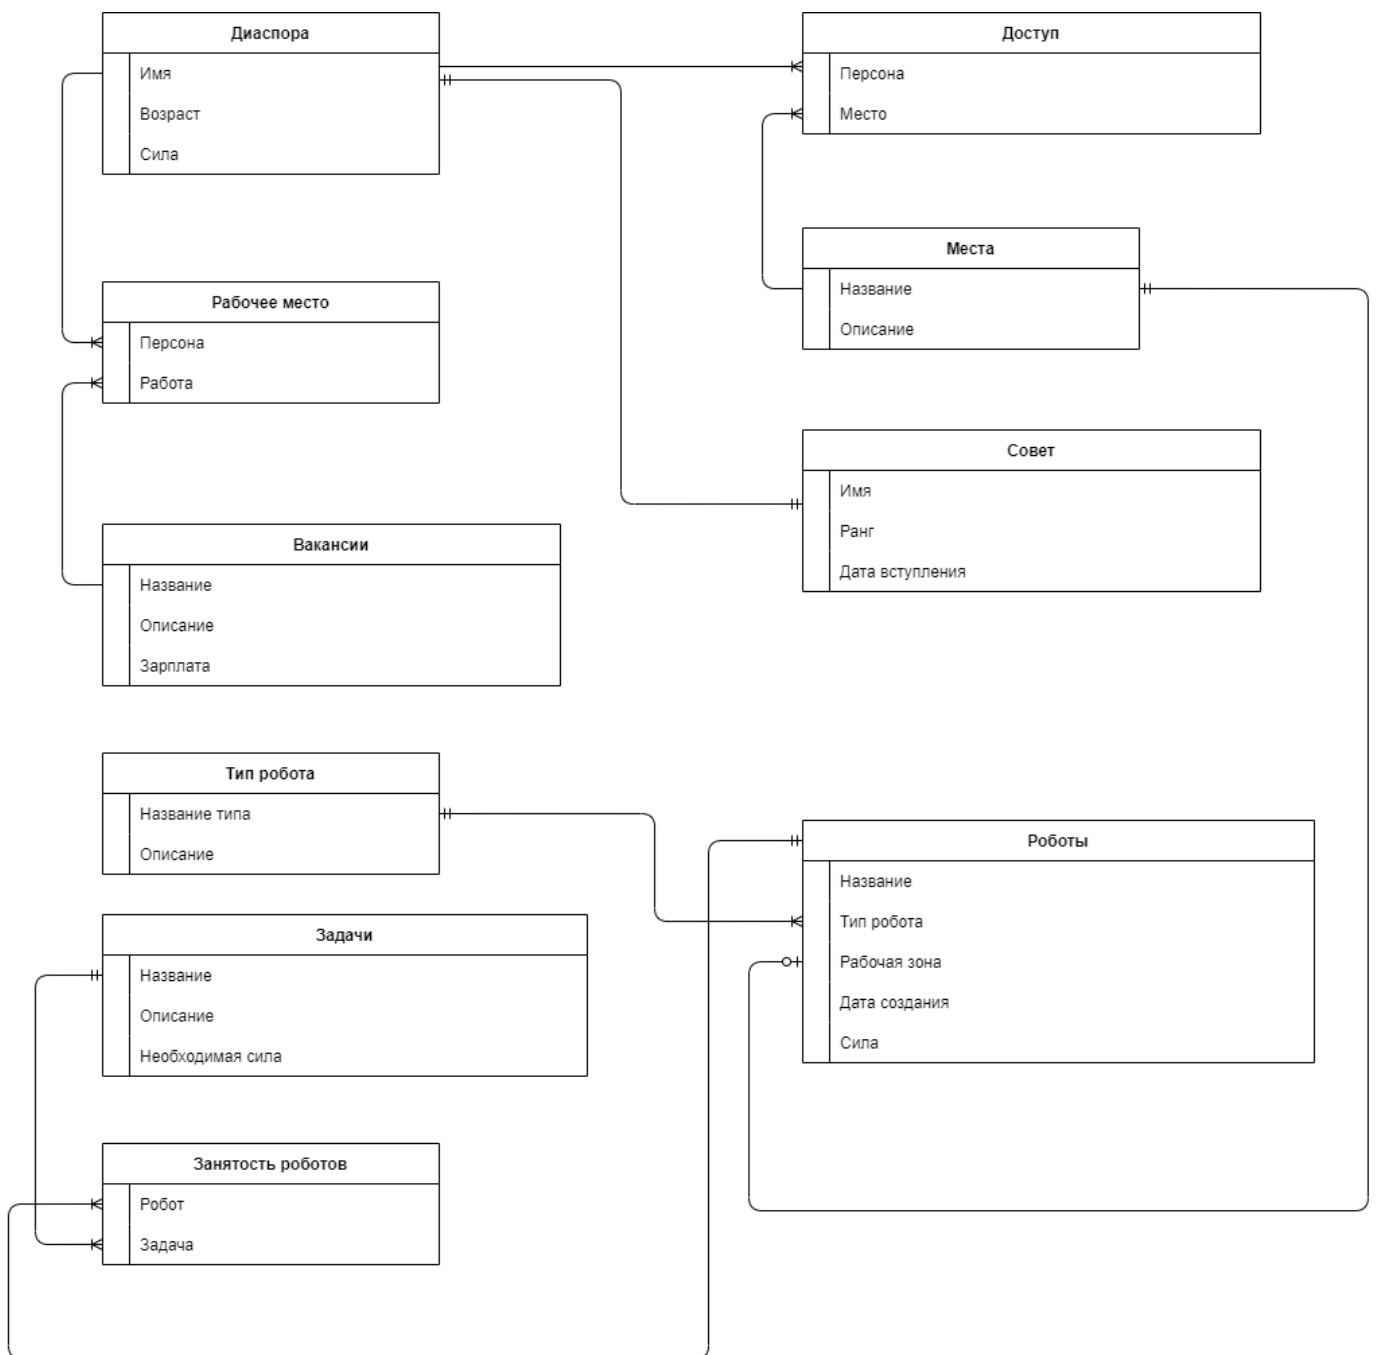 Диаспора
Имя
Возраст
Сила
Доступ
Персона
Место
Места
Название
Описание
Рабочее место
Персона
Работа
Совет
Имя
Ранг
Дата вступления
Вакансии
Название
Описание
Зарплата
Тип робота
Название типа
Описание
Роботы
Название
Тип робота
Рабочая зона
Дата создания
Сила
Задачи
Название
Описание
Необходимая сила
Занятость роботов
Робот
Задача